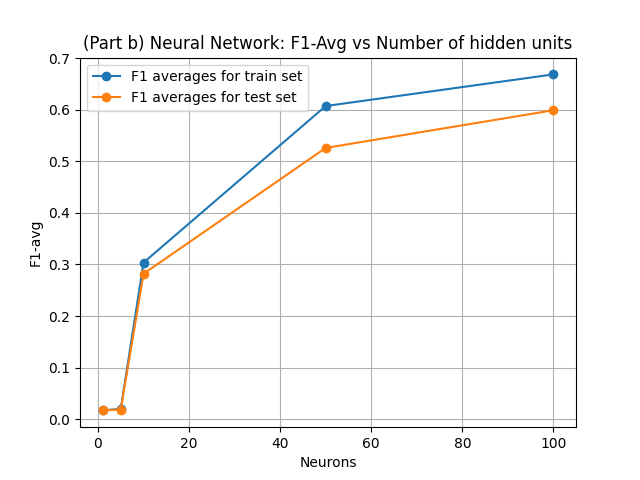 (Part b) Neural Network: F1-Avg vs Number of hidden units
F1 averages for train set
F1 averages for test set
F1-avg
0.7
0.6
0.5
0.4
0.3
0.2
0.1
0.0
0
20
40
60
80
100
Neurons